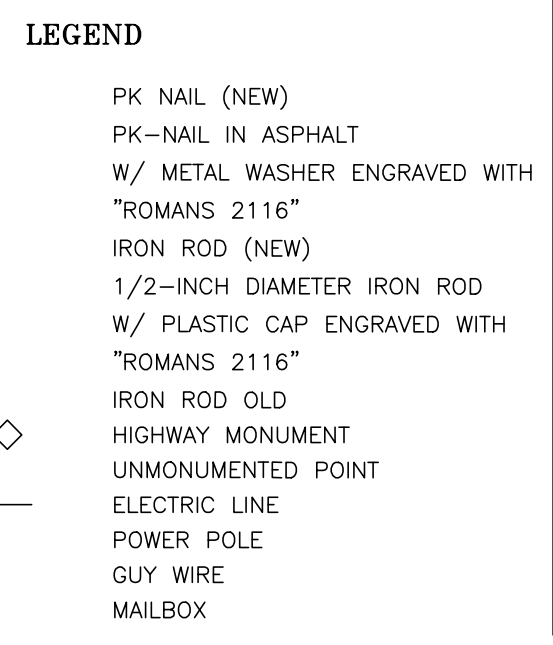 LEGEND
PK NAIL (NEW)
PK-NAIL IN ASPHALT
W/ METAL WASHER ENGRAVED WITH
"ROMANS 2116"
IRON ROD (NEW)
1/2-INCH DIAMETER IRON ROD
W/ PLASTIC CAP ENGRAVED WITH
"ROMANS 2116"
IRON ROD OLD
HIGHWAY MONUMENT
UNMONUMENTED POINT
ELECTRIC LINE
POWER POLE
GUY WIRE
MAILBOX